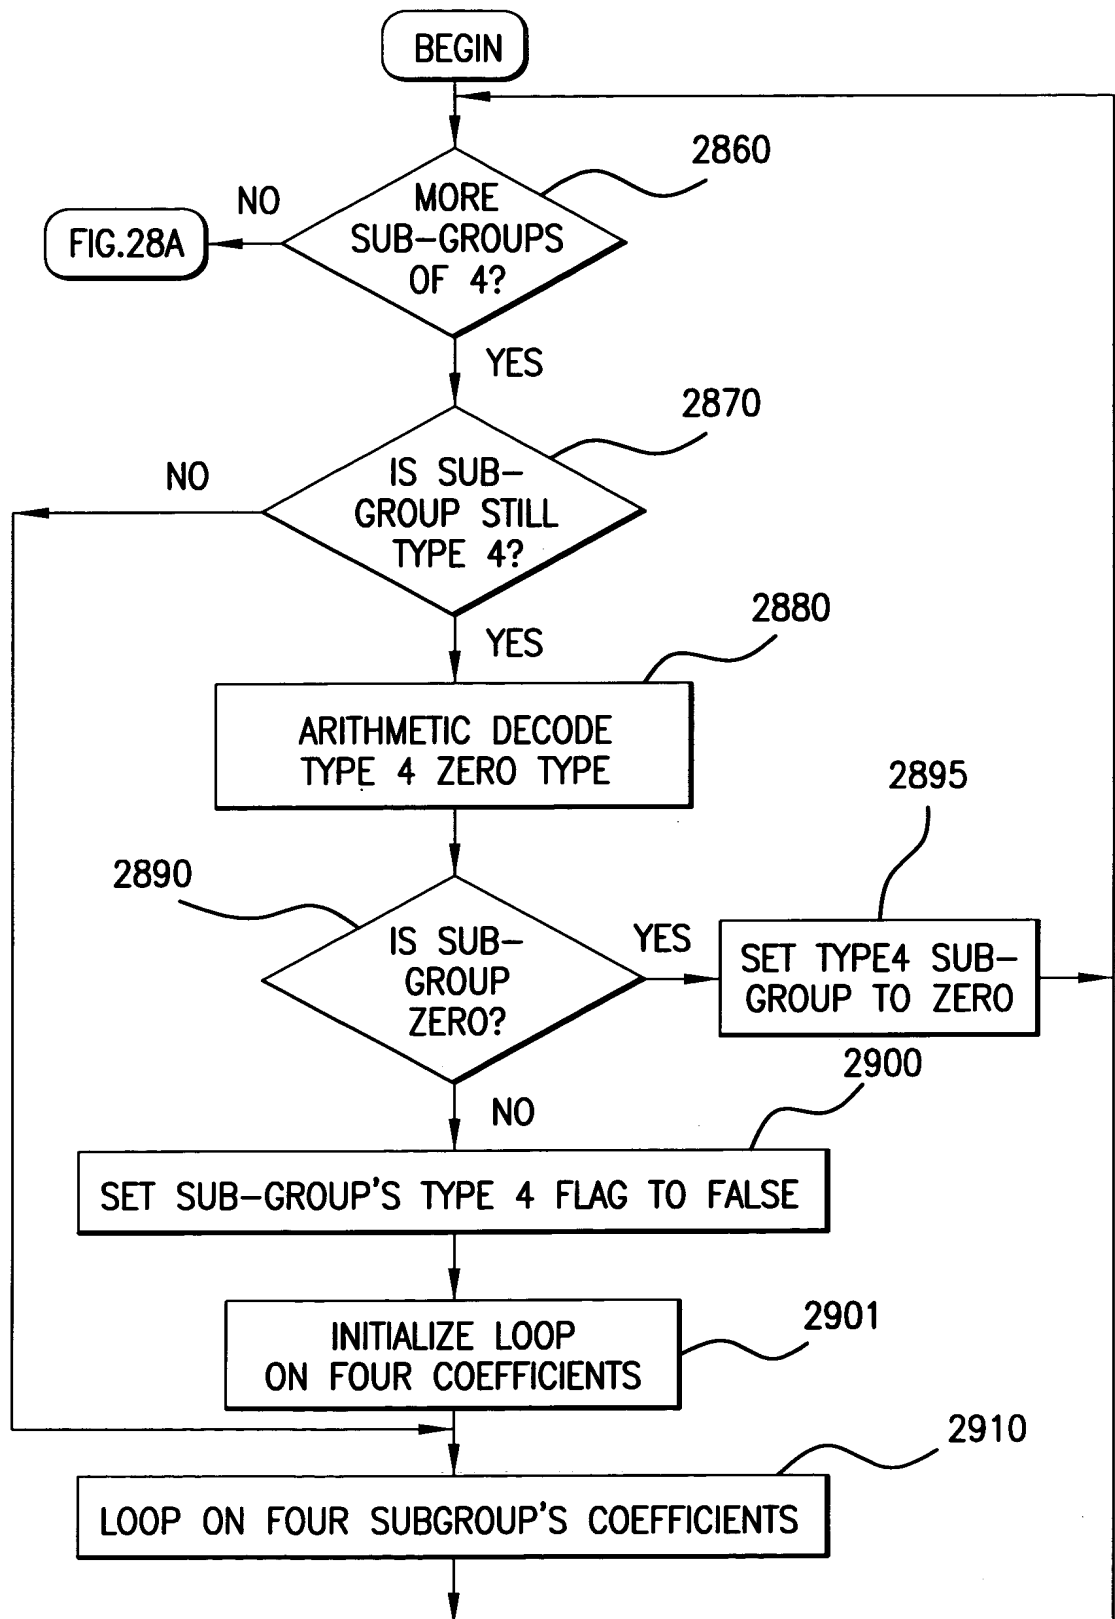 BEGIN
2860
MORE
SUB-GROUPS
OF 4?
NO
FIG.28A
YES
2870
IS SUB-
GROUP STILL
TYPE 4?
NO
YES
2880
ARITHMETIC DECODE
TYPE 4 ZERO TYPE
2890
IS SUB-
GROUP
ZERO?
YES
2895
SET TYPE4 SUB-
GROUP TO ZERO
NO
2900
SET SUB-GROUP'S TYPE 4 FLAG TO FALSE
2901
INITIALIZE LOOP
ON FOUR COEFFICIENTS
2910
LOOP ON FOUR SUBGROUP'S COEFFICIENTS